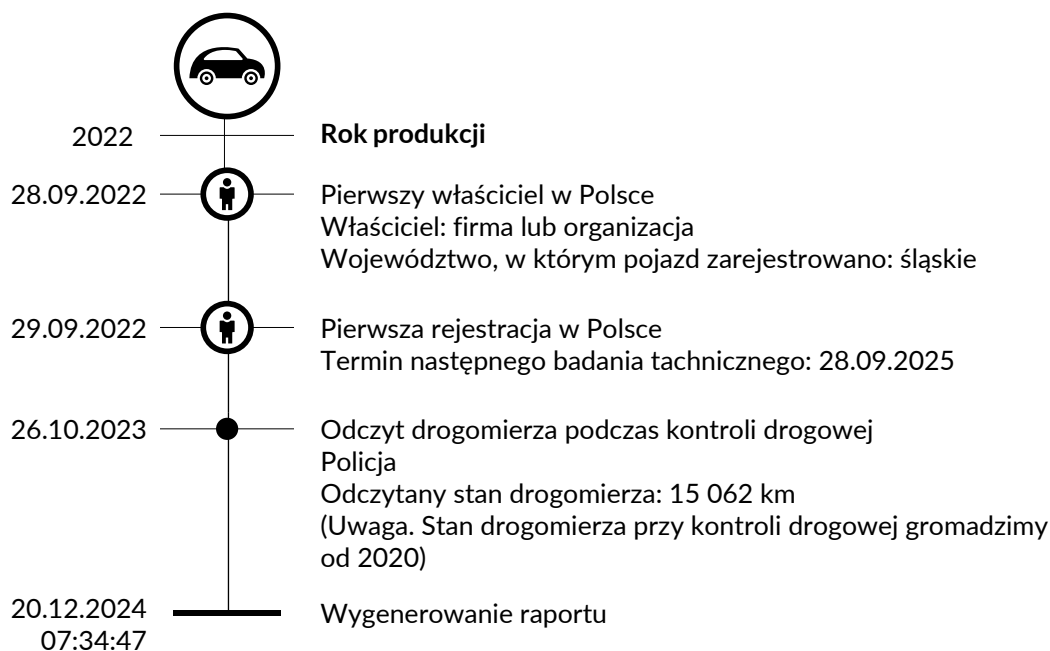 2022
Rok produkcji
28.09.2022
Pierwszy właściciel w Polsce
Właściciel: firma lub organizacja
Województwo, w którym pojazd zarejestrowano: śląskie
29.09.2022
Pierwsza rejestracja w Polsce
Termin następnego badania tachnicznego: 28.09.2025
26.10.2023
Odczyt drogomierza podczas kontroli drogowej
Policja
Odczytany stan drogomierza: 15 062 km
(Uwaga. Stan drogomierza przy kontroli drogowej gromadzimy
od 2020)
20.12.2024
07:34:47
Wygenerowanie raportu